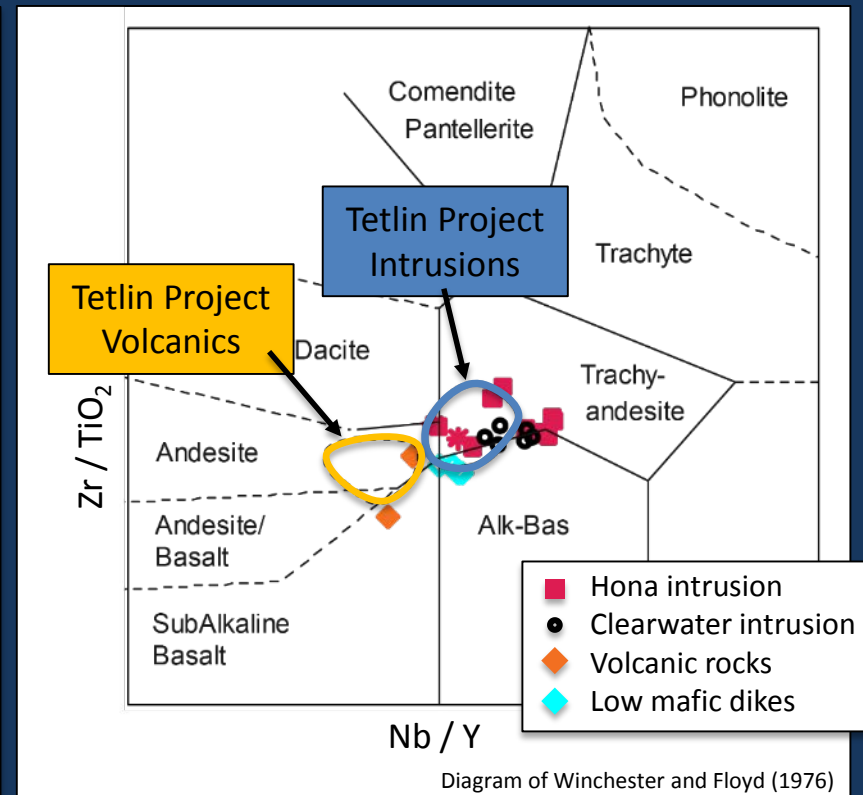 Comendite
Pantellerite
Phonolite
Tetlin Project
Intrusions
Trachyte
Tetlin Project
Volcanics
Dacite
Trachy-
andesite
Zr / TiO₂
Andesite
Andesite/
Basalt
Alk-Bas
SubAlkaline
Basalt
Hona intrusion
Clearwater intrusion
Volcanic rocks
Low mafic dikes
Nb / Y
Diagram of Winchester and Floyd (1976)